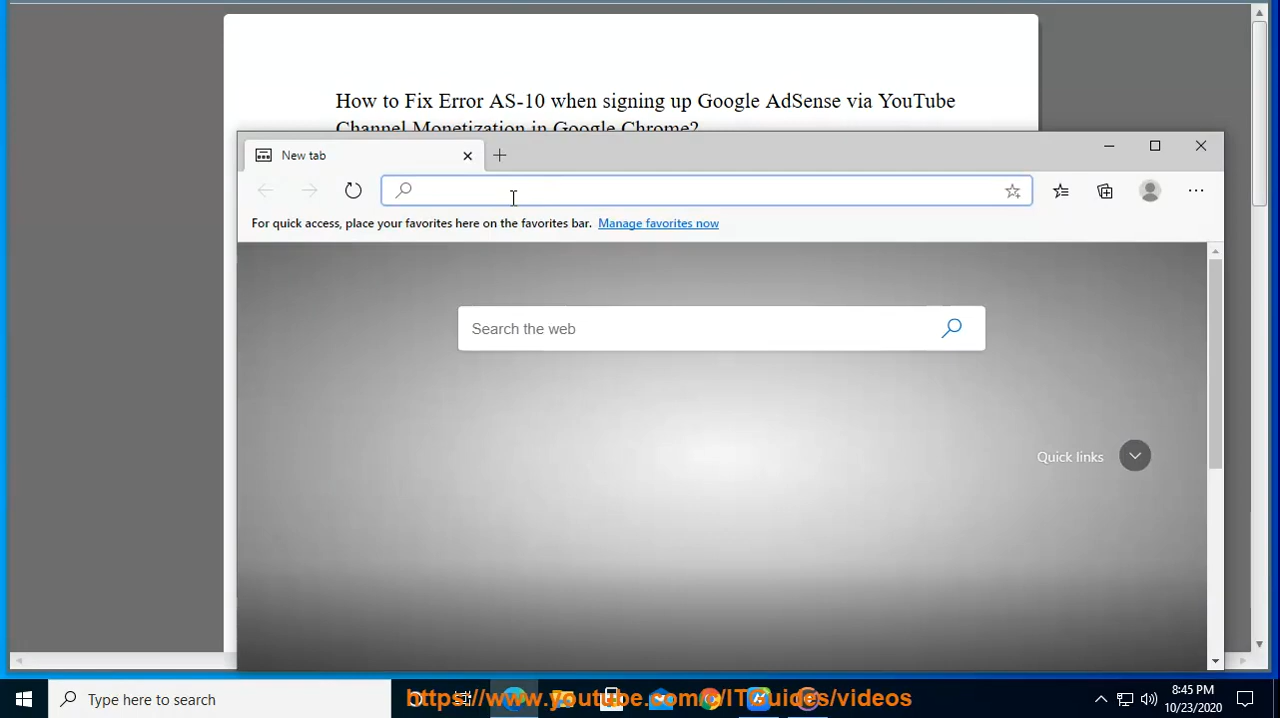 How to Fix Error AS-10 when signing up Google AdSense via YouTube
Channel Monetization in Google Chrome?
New tab
For quick access, place your favorites here on the favorites bar. Manage favorites now
Search the web
Quick links
Type here to search
https://www.youtube.com/c/ITGuides/videos
8:45 PM
10/23/2020